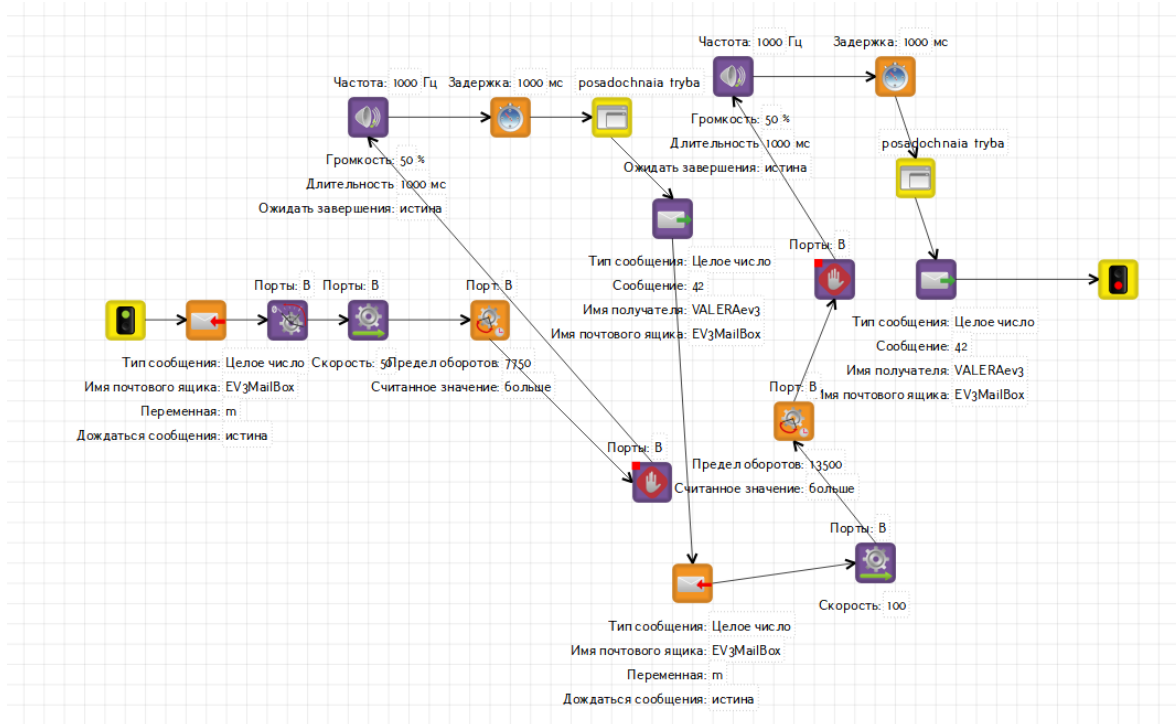 Частота: 1000 Гц
Задержка: 1000 мс
Частота: 1000 Гц
Задержка: 1000 мс
posadochnaia tryba
Громкость: 50 %
Длительность 1000 мс
Ожидать завершения: истина
Громкость: 50 %
Длительность 1000 мс
Ожидать завершения: истина
posadochnaia tryba
Порты: B
Тип сообщения: Целое число
Сообщение: 42
Имя получателя: VALERAev3
Имя почтового ящика: EV3MailBox
Порты: B
Порты: B
Порт: B
Тип сообщения: Целое число
Имя почтового ящика: EV3MailBox
Переменная: m
Дождаться сообщения: истина
Скорость: 50
Предел оборотов: 7750
Считанное значение: больше
Тип сообщения: Целое число
Сообщение: 42
Имя получателя: VALERAev3
Имя почтового ящика: EV3MailBox
Порт: B
Порты: B
Предел оборотов: 13500
Считанное значение: больше
Порты: B
Скорость: 100
Тип сообщения: Целое число
Имя почтового ящика: EV3MailBox
Переменная: m
Дождаться сообщения: истина